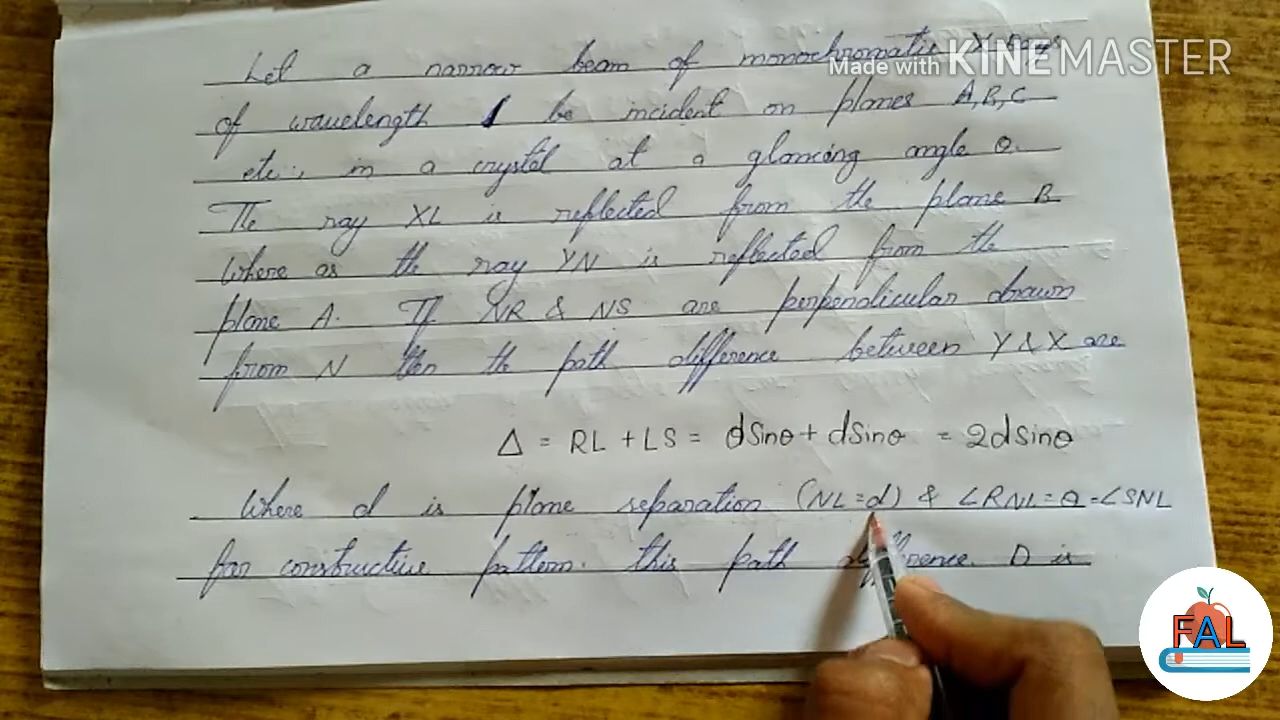 Let a narrow beam of monochromatic X-Rays
Made with KINEMASTER
of wavelength λ be incident on planes A, B, C
etc., in a crystal at a glancing angle θ.
The ray XL is reflected from the plane B
where as the ray YN is reflected from the
plane A. If NR & NS are perpendicular drawn
from N then the path difference between Y & X are
Δ = RL + LS = dSinθ + dSinθ = 2dsinθ
Where d is plane separation (NL = d) & ∠RNL = θ = ∠SNL
for constructive pattern. this path difference D is
FAL